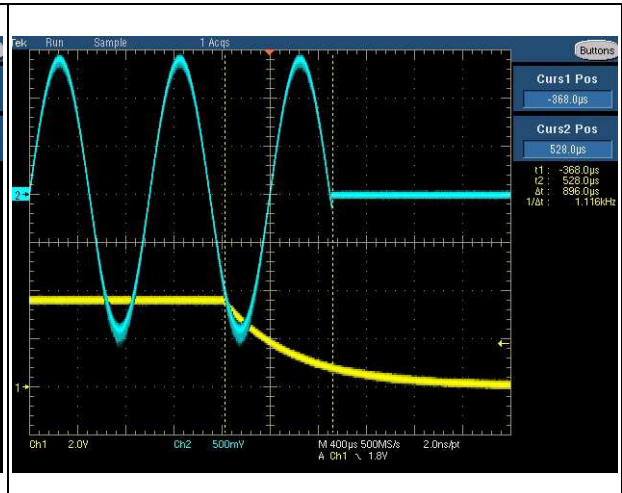 Tek Run Sample 1 Acqs
Buttons
Curs1 Pos
-368.0µs
Curs2 Pos
528.0µs
t1 : -368.0µs
t2 : 528.0µs
Δt : 896.0µs
1/Δt : 1.116kHz
2
1
Ch1 2.0V Ch2 500mV M 400µs 500MS/s 2.0ns/pt
A Ch1 \ 1.8V